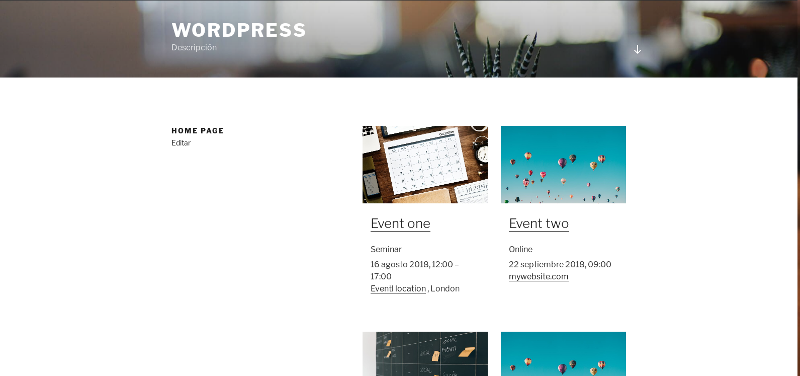 WORDPRESS
Descripción
HOME PAGE
Editar
Event one
Seminar
16 agosto 2018, 12:00 –
17:00
Eventl location , London
Event two
Online
22 septiembre 2018, 09:00
mywebsite.com